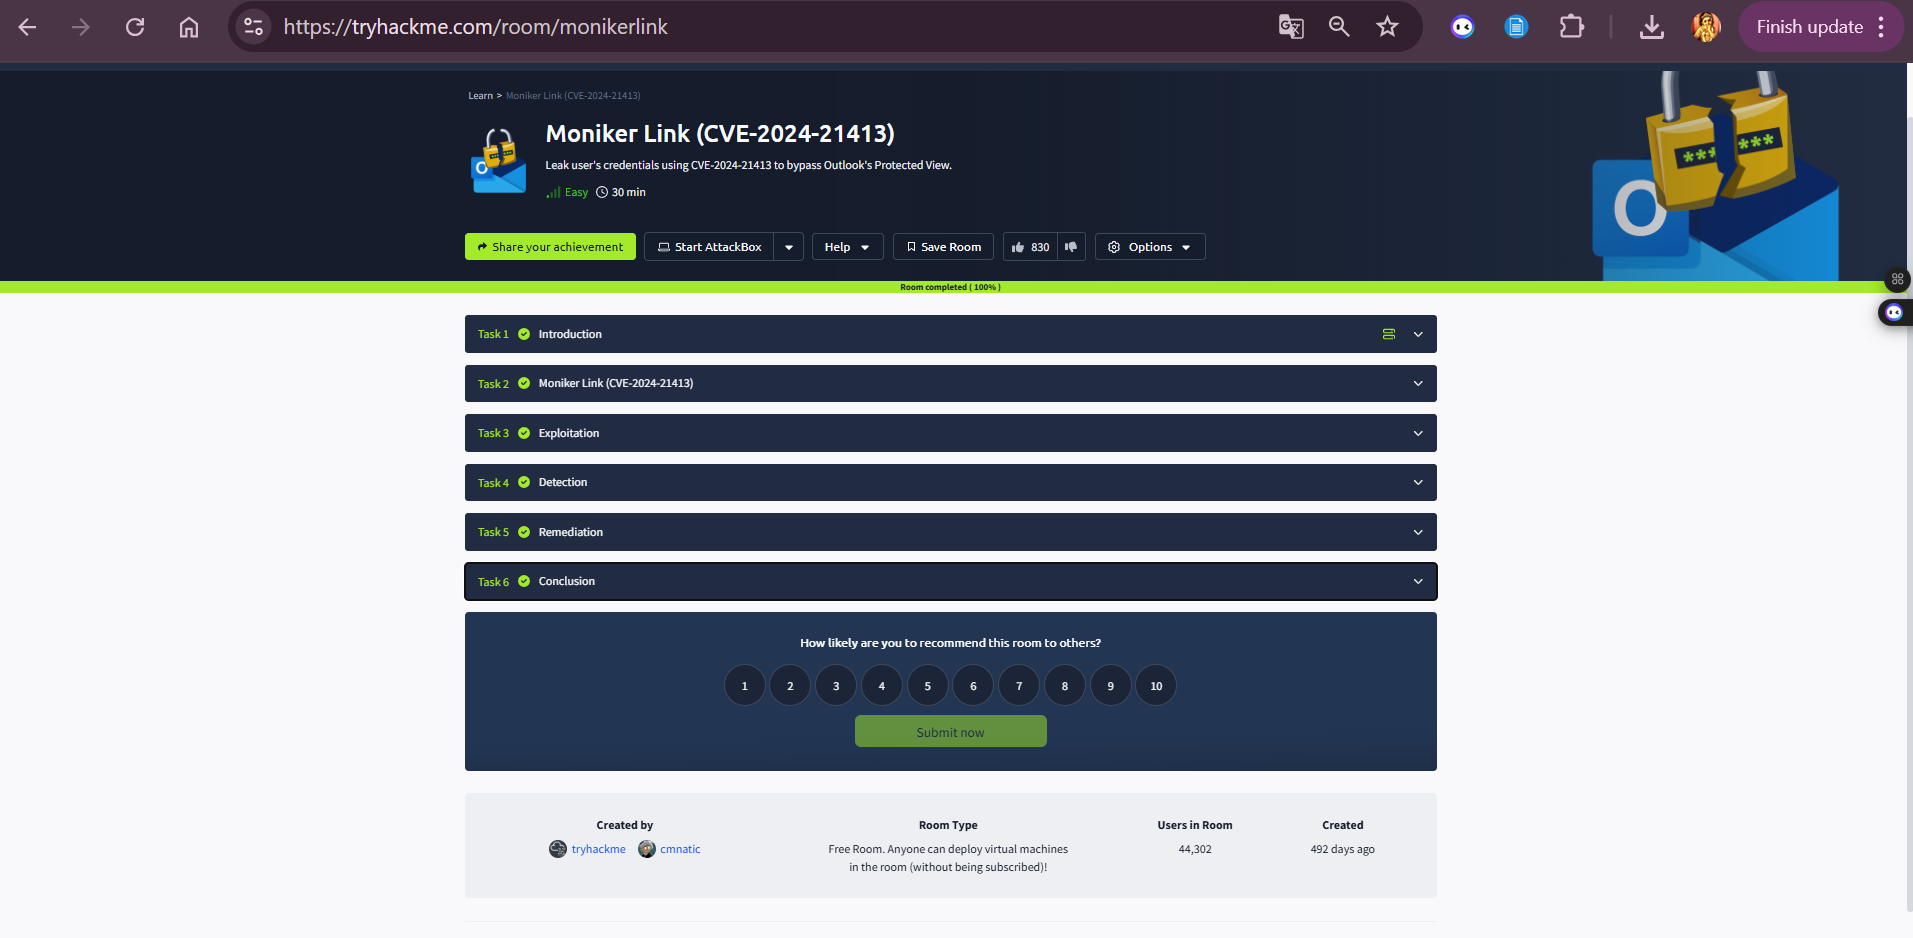 https://tryhackme.com/room/monikerlink
Finish update
Learn > Moniker Link (CVE-2024-21413)
Moniker Link (CVE-2024-21413)
Leak user's credentials using CVE-2024-21413 to bypass Outlook's Protected View.
Easy 30 min
Share your achievement Start AttackBox Help Save Room 830 Options
Room completed ( 100% )
Task 1 Introduction
Task 2 Moniker Link (CVE-2024-21413)
Task 3 Exploitation
Task 4 Detection
Task 5 Remediation
Task 6 Conclusion
How likely are you to recommend this room to others?
1 2 3 4 5 6 7 8 9 10
Submit now
Created by Room Type Users in Room Created
tryhackme cmnatic Free Room. Anyone can deploy virtual machines 44,302 492 days ago
in the room (without being subscribed)!